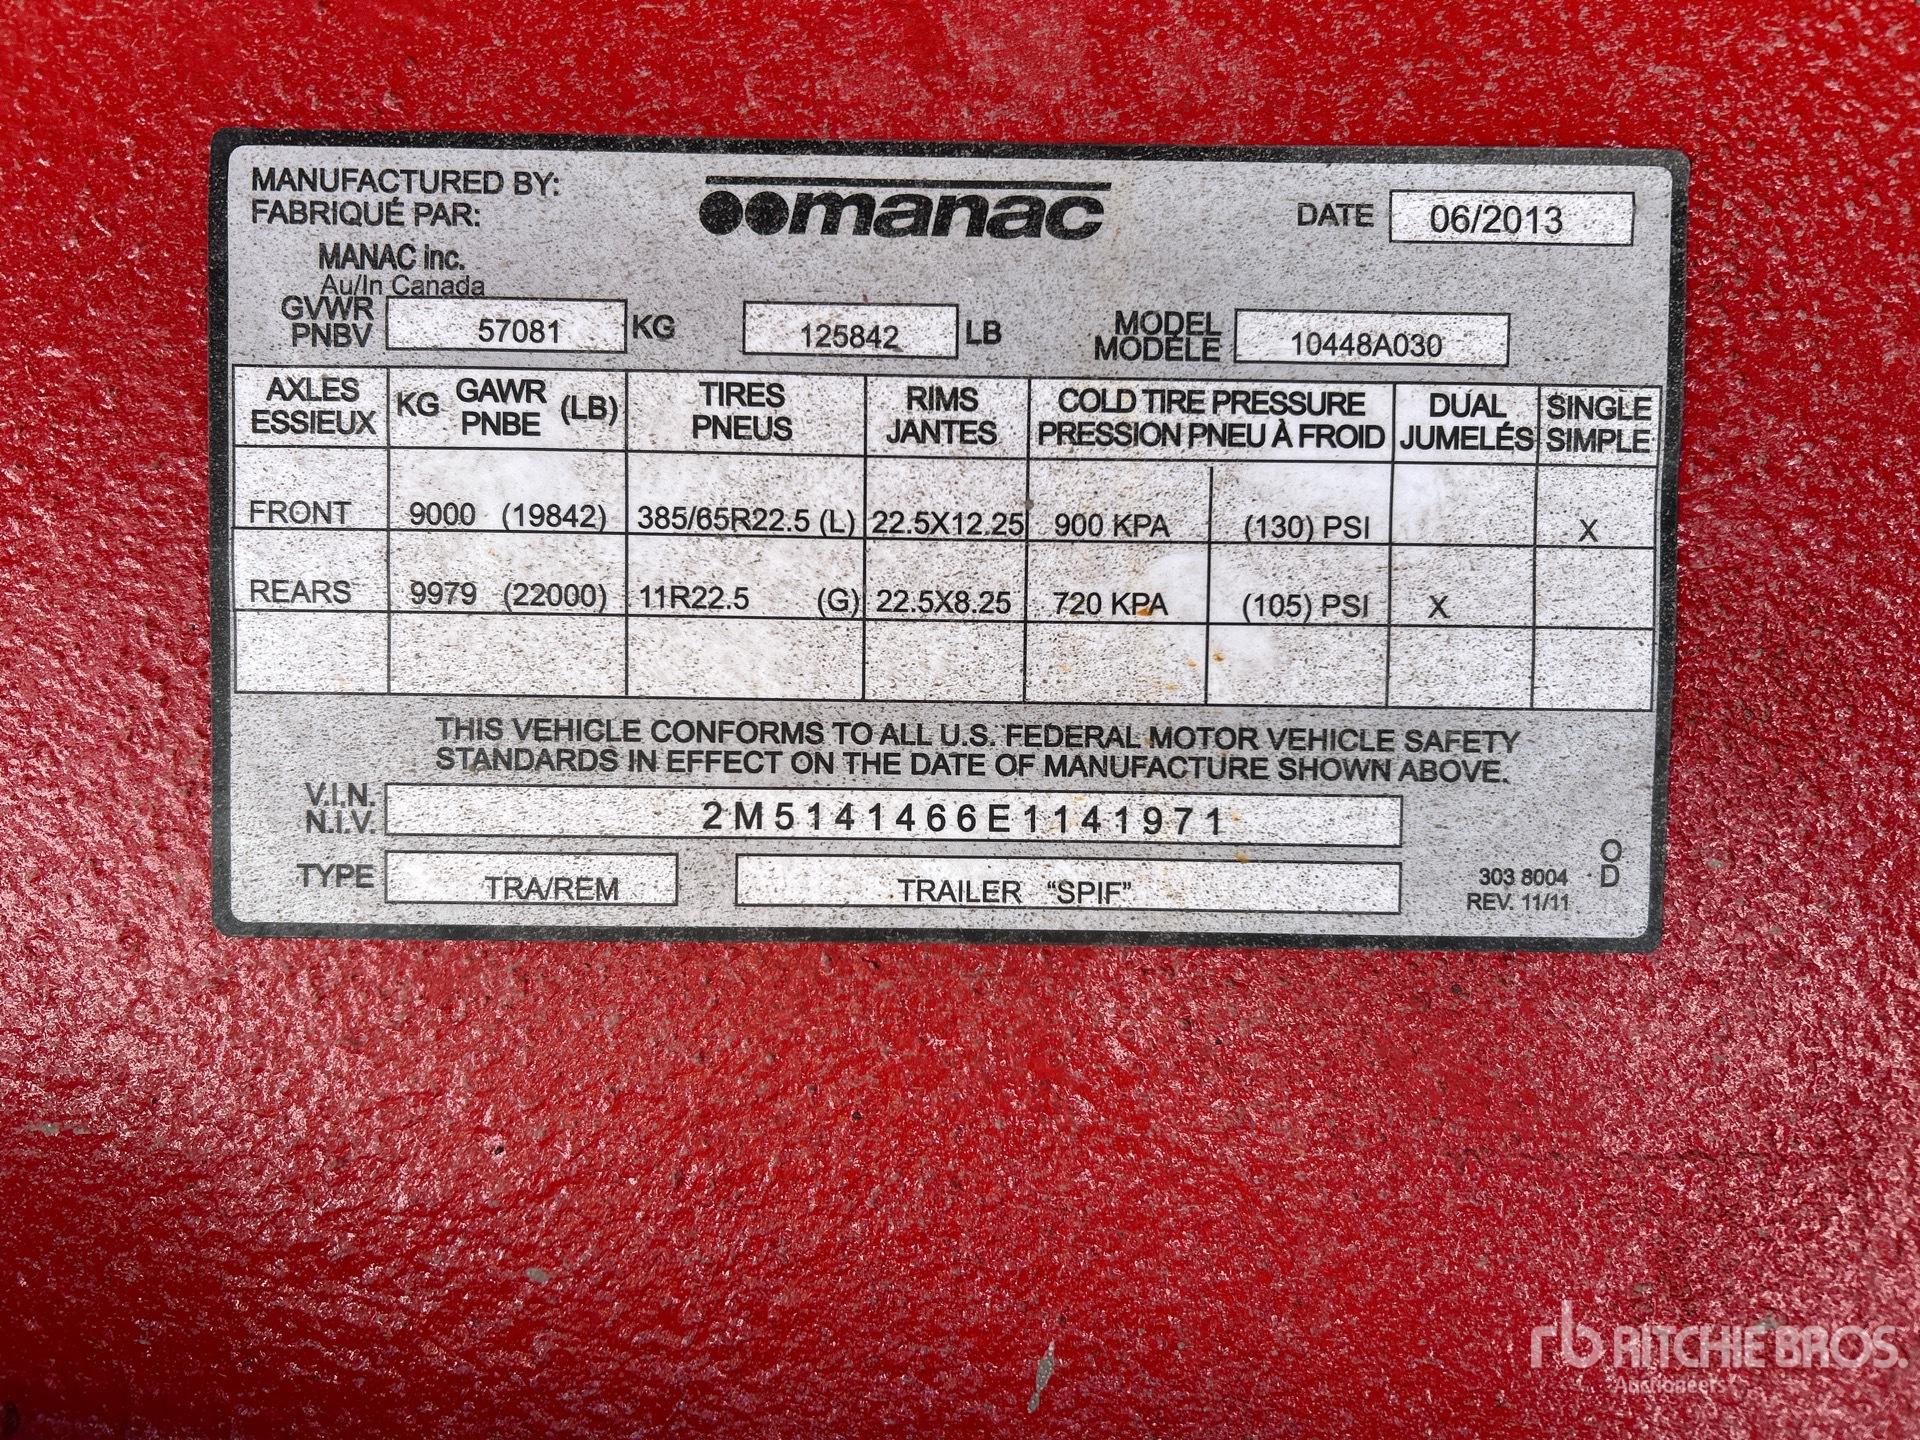 MANUFACTURED BY:
FABRIQUÉ PAR:
MANAC inc.
Au/In Canada
manac
DATE 06/2013
GVWR
PNBV 57081 KG 125842 LB
MODEL
MODÈLE 10448A030
AXLES
ESSIEUX
KG GAWR
PNBE (LB)
TIRES
PNEUS
RIMS
JANTES
COLD TIRE PRESSURE
PRESSION PNEU À FROID
DUAL
JUMELÉS
SINGLE
SIMPLE
FRONT 9000 (19842) 385/65R22.5 (L) 22.5X12.25 900 KPA (130) PSI X
REARS 9979 (22000) 11R22.5 (G) 22.5X8.25 720 KPA (105) PSI X
THIS VEHICLE CONFORMS TO ALL U.S. FEDERAL MOTOR VEHICLE SAFETY
STANDARDS IN EFFECT ON THE DATE OF MANUFACTURE SHOWN ABOVE.
V.I.N.
N.I.V. 2M5141466E1141971
TYPE TRA/REM TRAILER "SPIF"
303 8004
REV. 11/11
O
D
rb RITCHIE BROS.
Auctioneers